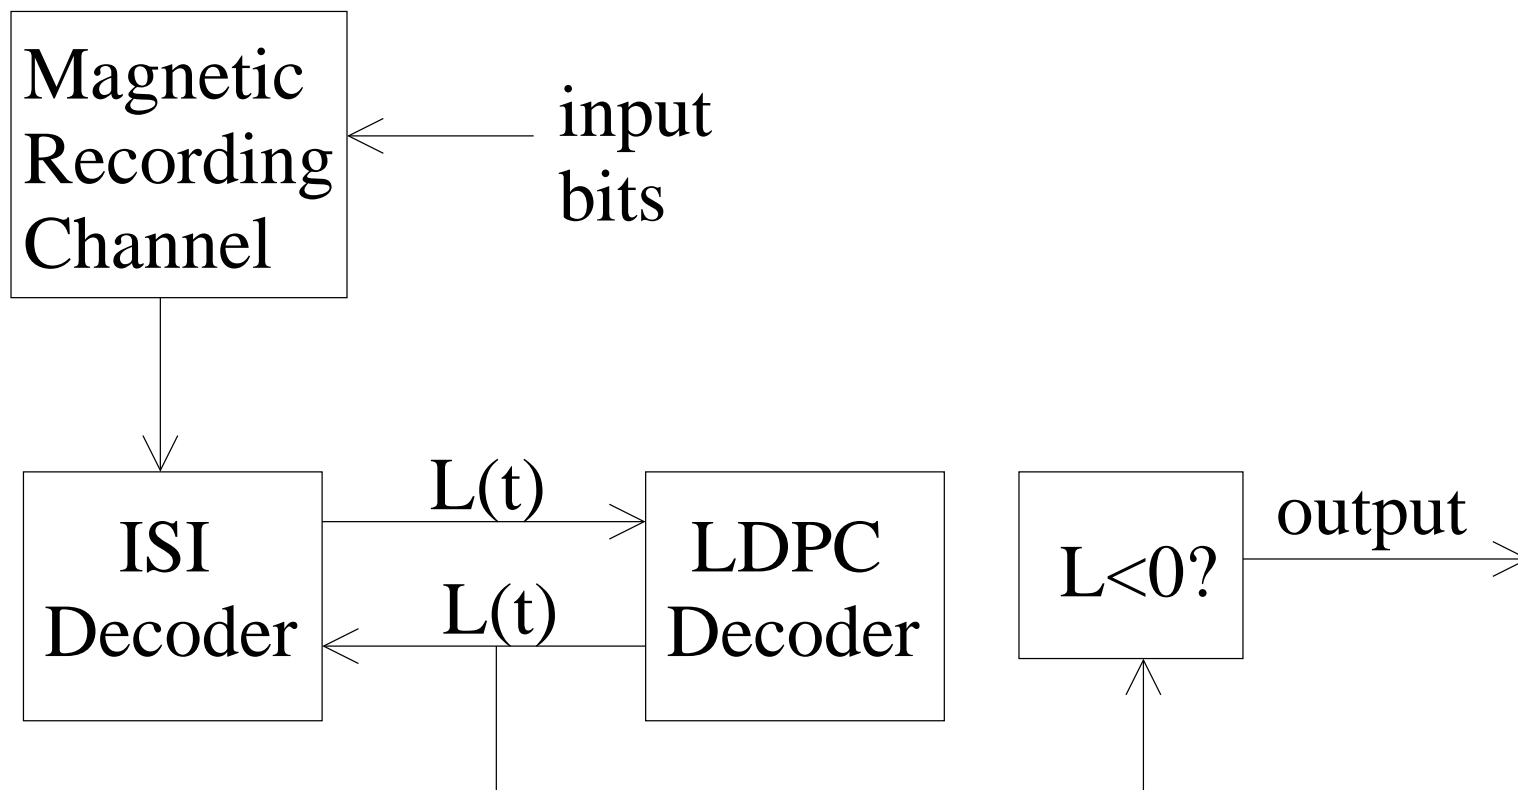 Magnetic
Recording
Channel
input
bits
L(t)
ISI
Decoder
L(t)
LDPC
Decoder
L<0?
output